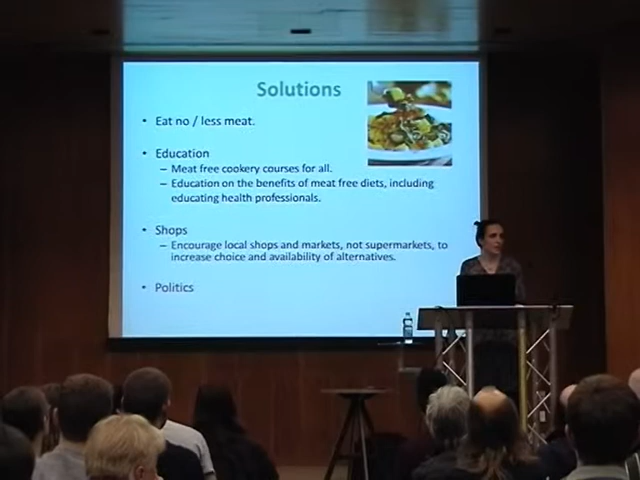 Solutions
• Eat no / less meat.
• Education
– Meat free cookery courses for all.
– Education on the benefits of meat free diets, including
educating health professionals.
• Shops
– Encourage local shops and markets, not supermarkets, to
increase choice and availability of alternatives.
• Politics